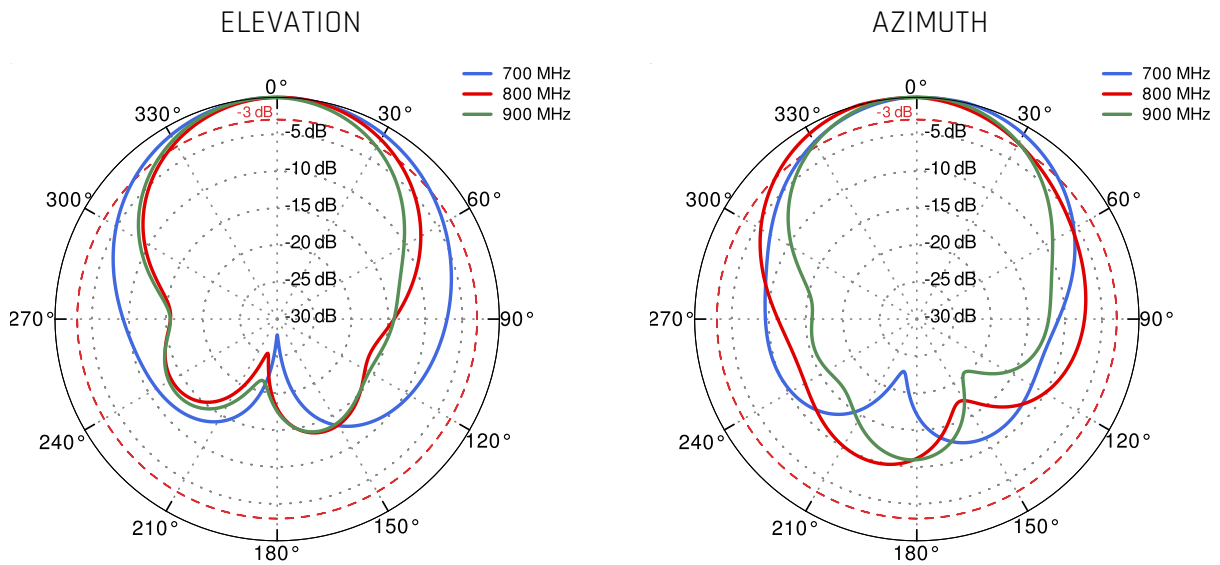 ELEVATION
700 MHz
800 MHz
900 MHz
0°
330°
30°
-3 dB
-5 dB
-10 dB
300°
60°
-15 dB
-20 dB
-25 dB
-30 dB
270°
90°
240°
120°
210°
150°
180°
AZIMUTH
700 MHz
800 MHz
900 MHz
0°
330°
30°
-3 dB
-5 dB
-10 dB
300°
60°
-15 dB
-20 dB
-25 dB
-30 dB
270°
90°
240°
120°
210°
150°
180°